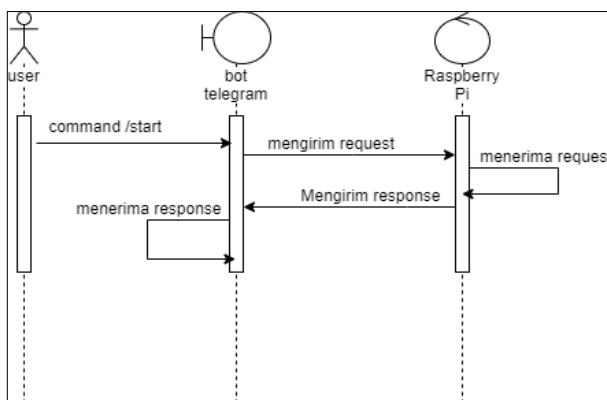 user
bot
telegram
Raspberry
Pi
command /start
mengirim request
menerima reques
Mengirim response
menerima response